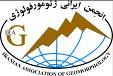 انجمن ایرانی ژئومورفولوژی
G
IRANIAN ASSOCIATION OF GEOMORPHOLOGY